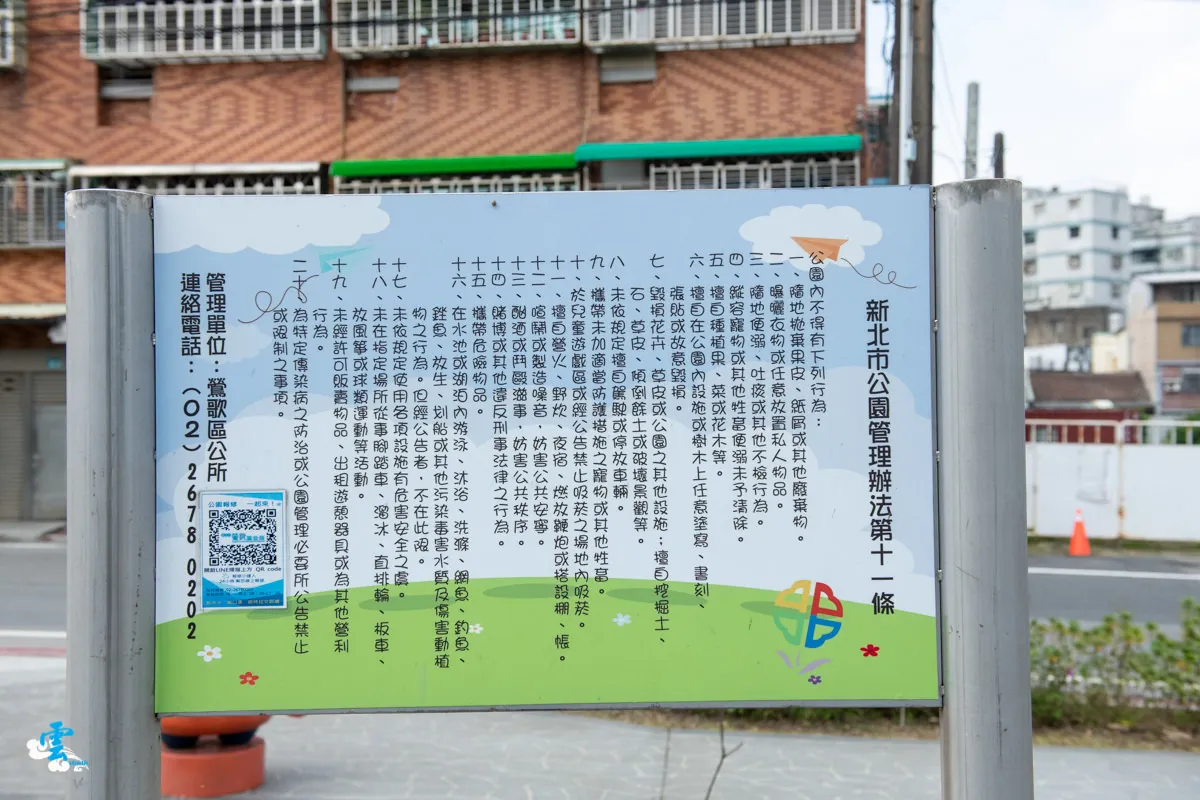 新北市公園管理辦法第十一條
公園內不得有下列行為：
一、隨地拋棄果皮、紙屑或其他廢棄物。
二、曝曬衣物或任意放置私人物品。
三、隨地便溺、吐痰或其他不檢行為。
四、縱容寵物或其他牲畜便溺未予清除。
五、擅自種植果、菜或花木等。
六、擅自在公園內設施或樹木上任意塗寫、書刻、
張貼或故意毀損。
七、毀損花卉、草皮或公園之其他設施；擅自挖掘土、
石、草皮、傾倒餘土或破壞景觀等。
八、未依規定擅自駕駛或停放車輛。
九、攜帶未加適當防護措施之寵物或其他牲畜。
十、於兒童遊戲區或經公告禁止吸菸之場地內吸菸。
十一、擅自營火、野炊、夜宿、燃放鞭炮或搭設棚、帳。
十二、喧鬧或製造噪音、妨害公共安寧。
十三、酗酒或鬥毆滋事、妨害公共秩序。
十四、賭博或其他違反刑事法律之行為。
十五、攜帶危險物品。
十六、在水池或湖泊內游泳、沐浴、洗滌、網魚、釣魚、
銼魚、放生、划船或其他污染毒害水質及傷害動植
物之行為。但經公告者，不在此限。
十七、未依規定使用各項設施有危害安全之虞。
十八、未在指定場所從事腳踏車、溜冰、直排輪、板車、
放風箏或球類運動等活動。
十九、未經許可販賣物品、出租遊憩器具或為其他營利
行為。
二十、為特定傳染病之防治或公園管理必要所公告禁止
或限制之事項。
管理單位：鶯歌區公所
連絡電話：（０２）２６７８０２０２
公園報修 一起來！
開啟LINE掃描上方 QR code
雲